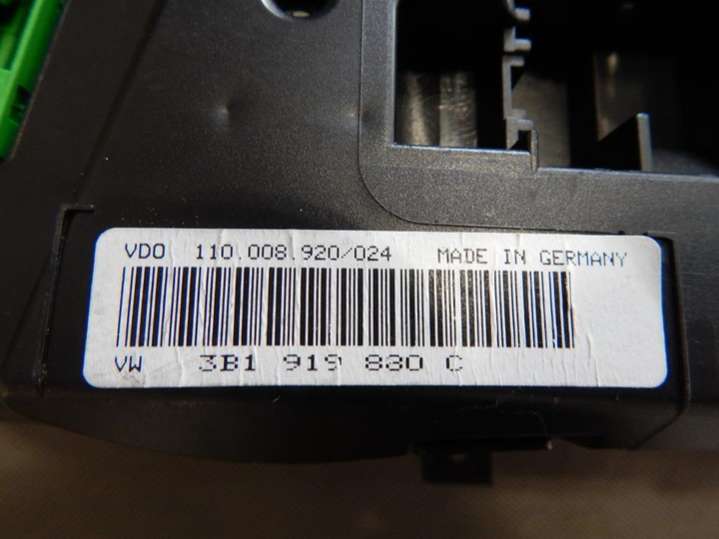 VDO 110.008.920/024 MADE IN GERMANY
VW 3B1 919 880 C